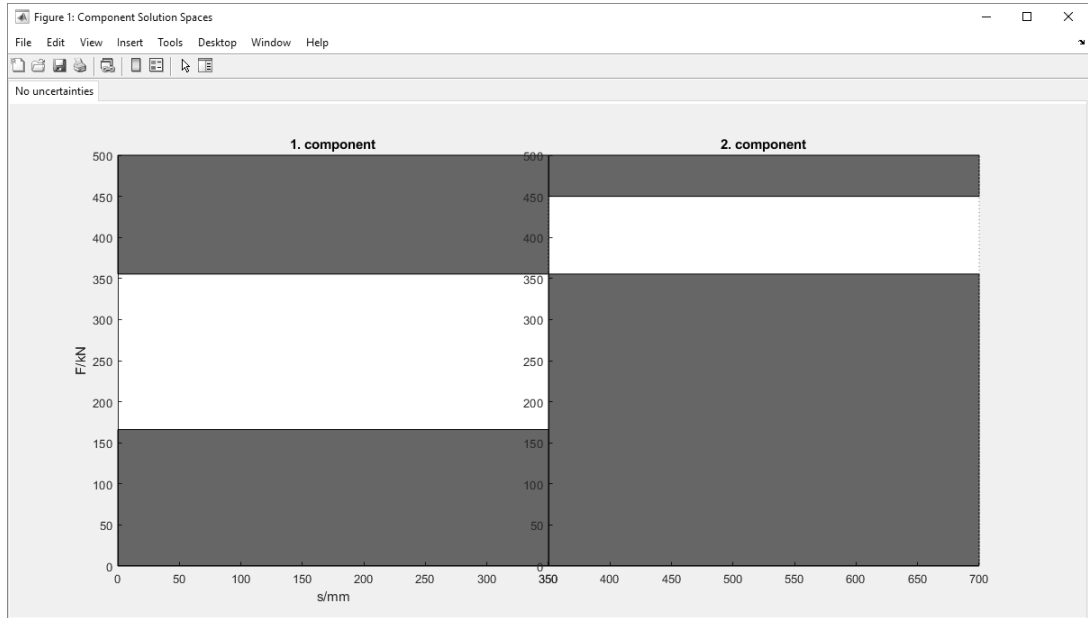 Figure 1: Component Solution Spaces
File Edit View Insert Tools Desktop Window Help
No uncertainties
1. component
2. component
500
450
400
350
300
250
200
150
100
50
0
F/kN
500
450
400
350
300
250
200
150
100
50
0
0 50 100 150 200 250 300 350 400 450 500 550 600 650 700
s/mm